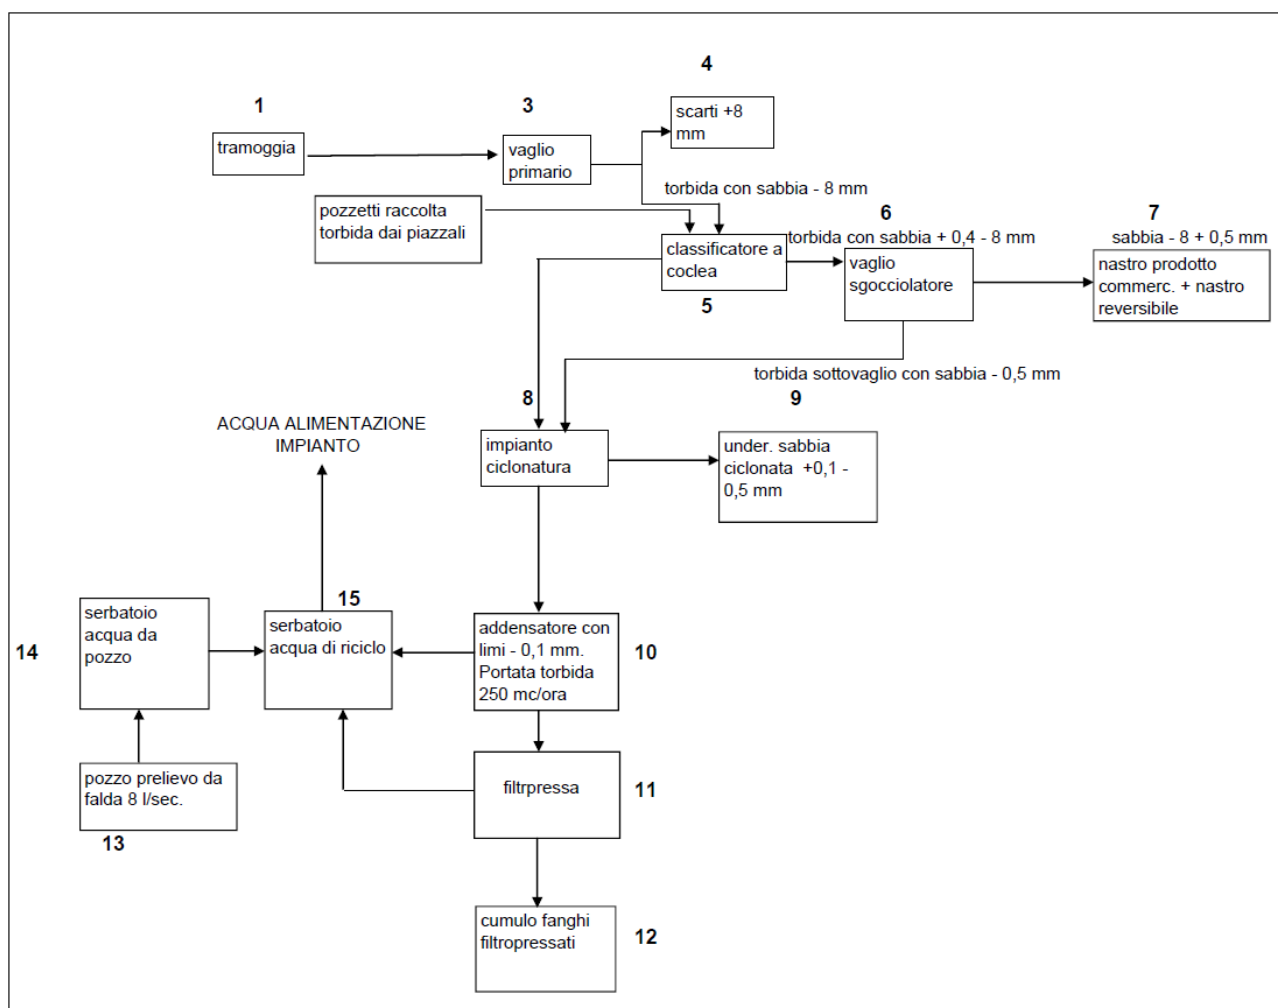 4
1
3
scarti +8
mm
tramoggia
vaglio
primario
torbida con sabbia - 8 mm
pozzetti raccolta
torbida dai piazzali
6
7
torbida con sabbia + 0,4 - 8 mm
sabbia - 8 + 0,5 mm
classificatore a
coclea
vaglio
sgocciolatore
nastro prodotto
commerc. + nastro
reversibile
5
torbida sottovaglio con sabbia - 0,5 mm
8
9
ACQUA ALIMENTAZIONE
IMPIANTO
impianto
ciclonatura
under. sabbia
ciclonata +0,1 -
0,5 mm
15
serbatoio
acqua da
pozzo
serbatoio
acqua di riciclo
addensatore con
limi - 0,1 mm.
Portata torbida
250 mc/ora
14
10
pozzo prelievo da
falda 8 l/sec.
filtrpressa
11
13
cumulo fanghi
filtropressati
12